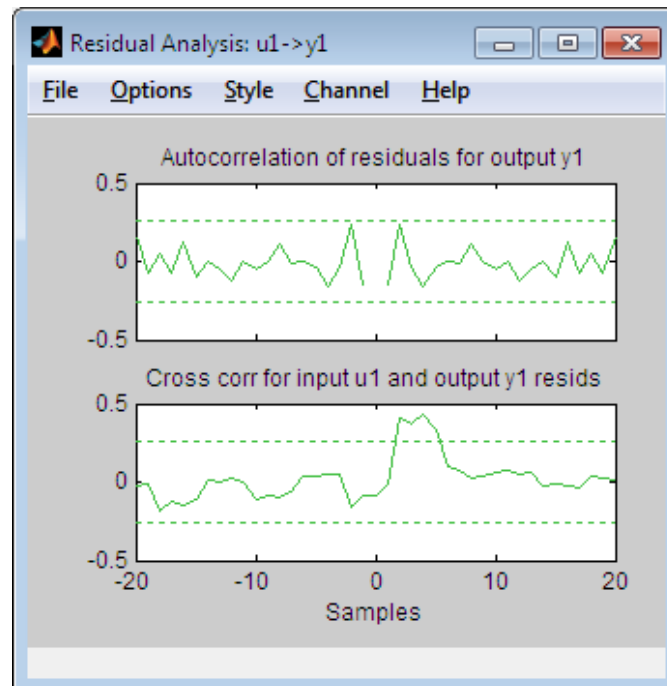 Residual Analysis: u1->y1
File Options Style Channel Help
Autocorrelation of residuals for output y1
0.5
0
-0.5
Cross corr for input u1 and output y1 resids
0.5
0
-0.5
-20 -10 0 10 20
Samples